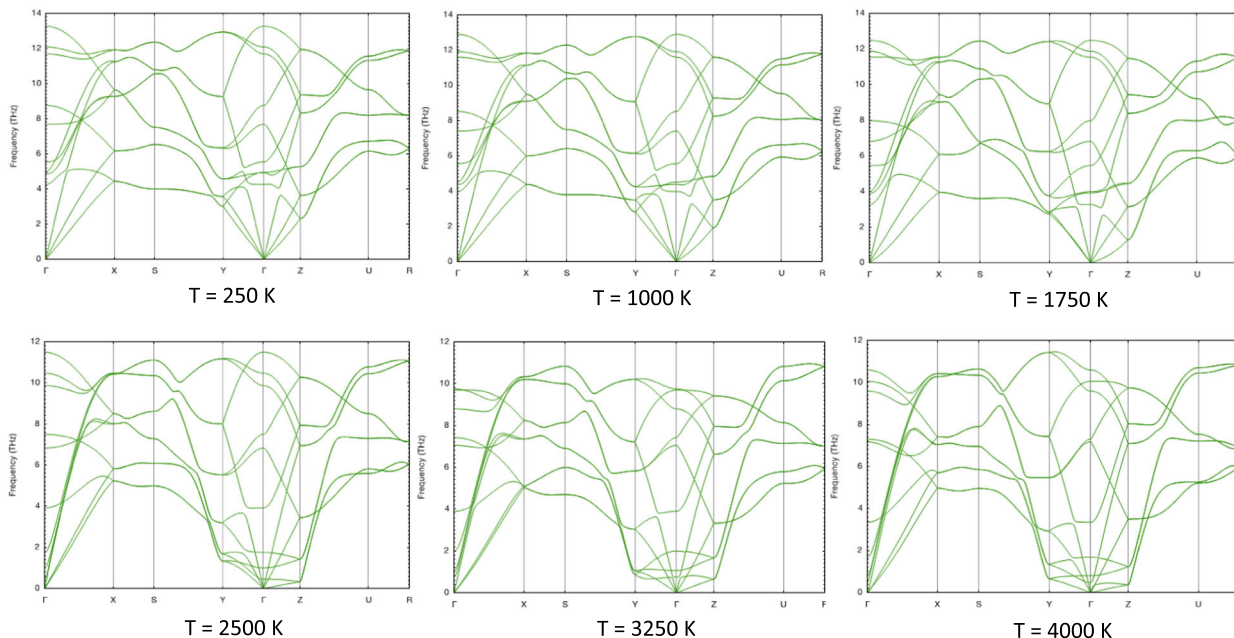 14
12
10
8
6
4
2
0
Frequency (THz)
Γ X S Y Γ Z U R
T = 250 K
14
12
10
8
6
4
2
0
Frequency (THz)
Γ X S Y Γ Z U R
T = 1000 K
14
12
10
8
6
4
2
0
Frequency (THz)
Γ X S Y Γ Z U
T = 1750 K
12
10
8
6
4
2
0
Frequency (THz)
Γ X S Y Γ Z U R
T = 2500 K
12
10
8
6
4
2
0
Frequency (THz)
Γ X S Y Γ Z U
T = 3250 K
12
10
8
6
4
2
0
Frequency (THz)
Γ X S Y Γ Z U
T = 4000 K